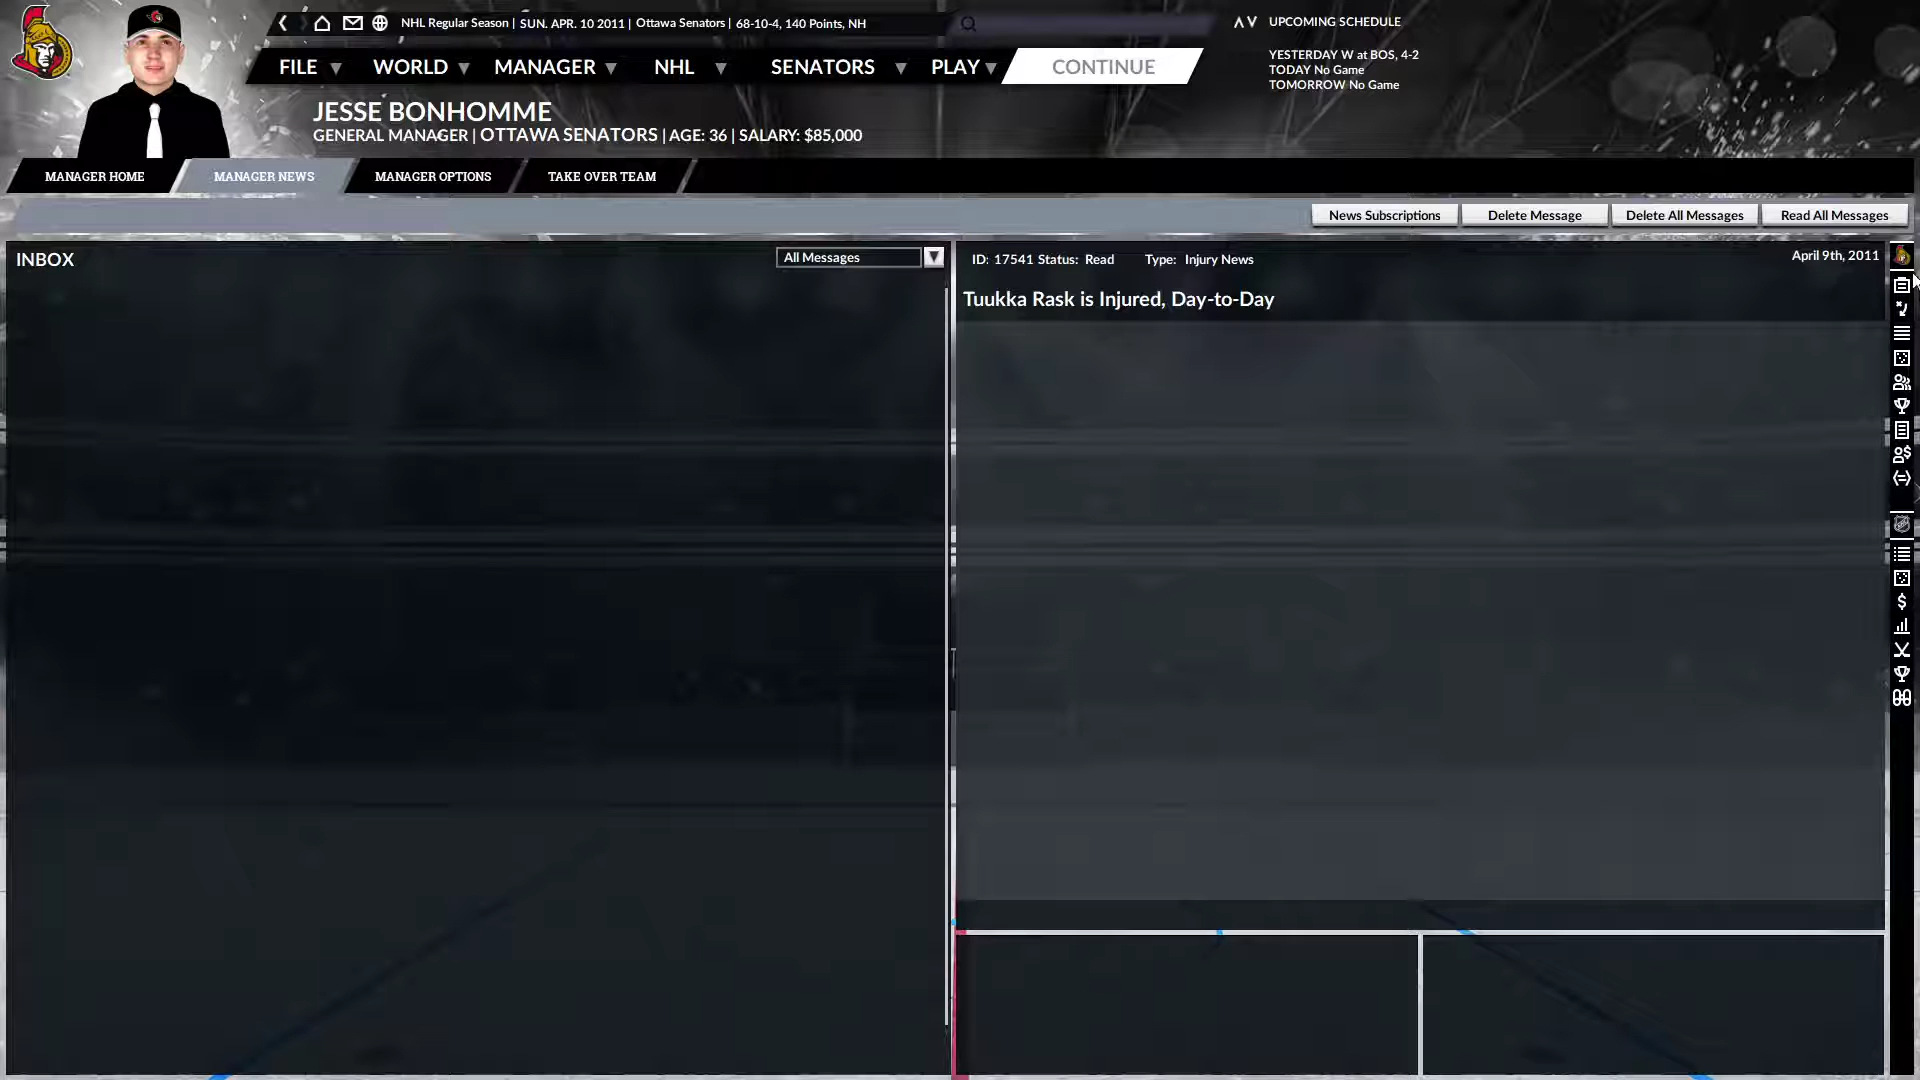 NHL Regular Season | SUN. APR. 10 2011 | Ottawa Senators | 68-10-4, 140 Points, NH
UPCOMING SCHEDULE
YESTERDAY W at BOS, 4-2
TODAY No Game
TOMORROW No Game
FILE WORLD MANAGER NHL SENATORS PLAY CONTINUE
JESSE BONHOMME
GENERAL MANAGER | OTTAWA SENATORS | AGE: 36 | SALARY: $85,000
MANAGER HOME MANAGER NEWS MANAGER OPTIONS TAKE OVER TEAM
News Subscriptions Delete Message Delete All Messages Read All Messages
INBOX
All Messages
ID: 17541 Status: Read Type: Injury News
April 9th, 2011
Tuukka Rask is Injured, Day-to-Day